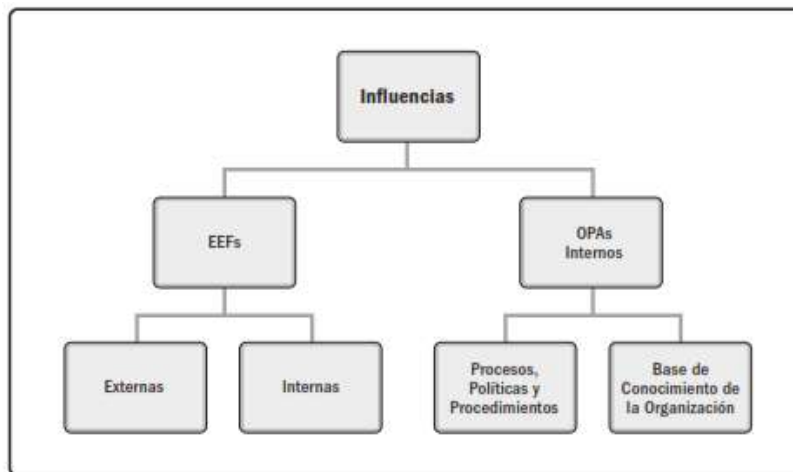 Influencias
EEFs
OPAs
Internos
Externas
Internas
Procesos,
Políticas y
Procedimientos
Base de
Conocimiento de
la Organización